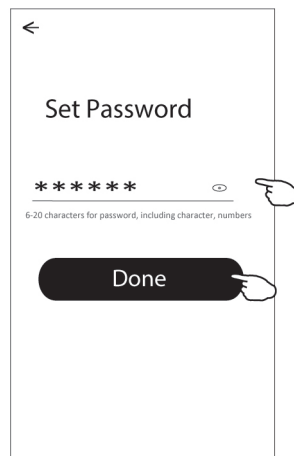 Set Password
******
6-20 characters for password, including character, numbers
Done